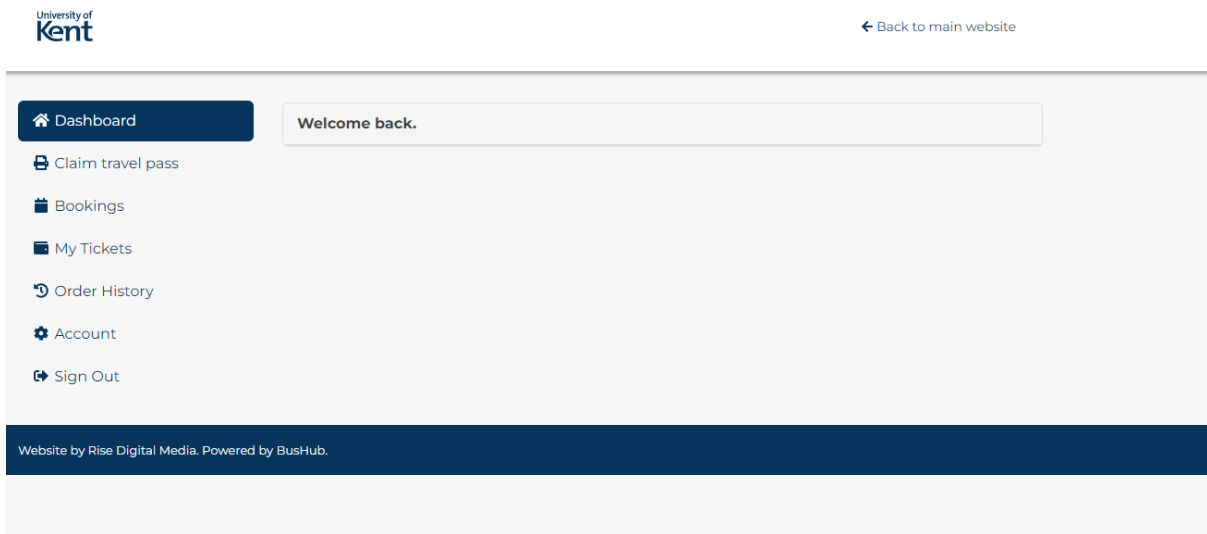 University of
Kent
Back to main website
Dashboard
Welcome back.
Claim travel pass
Bookings
My Tickets
Order History
Account
Sign Out
Website by Rise Digital Media. Powered by BusHub.